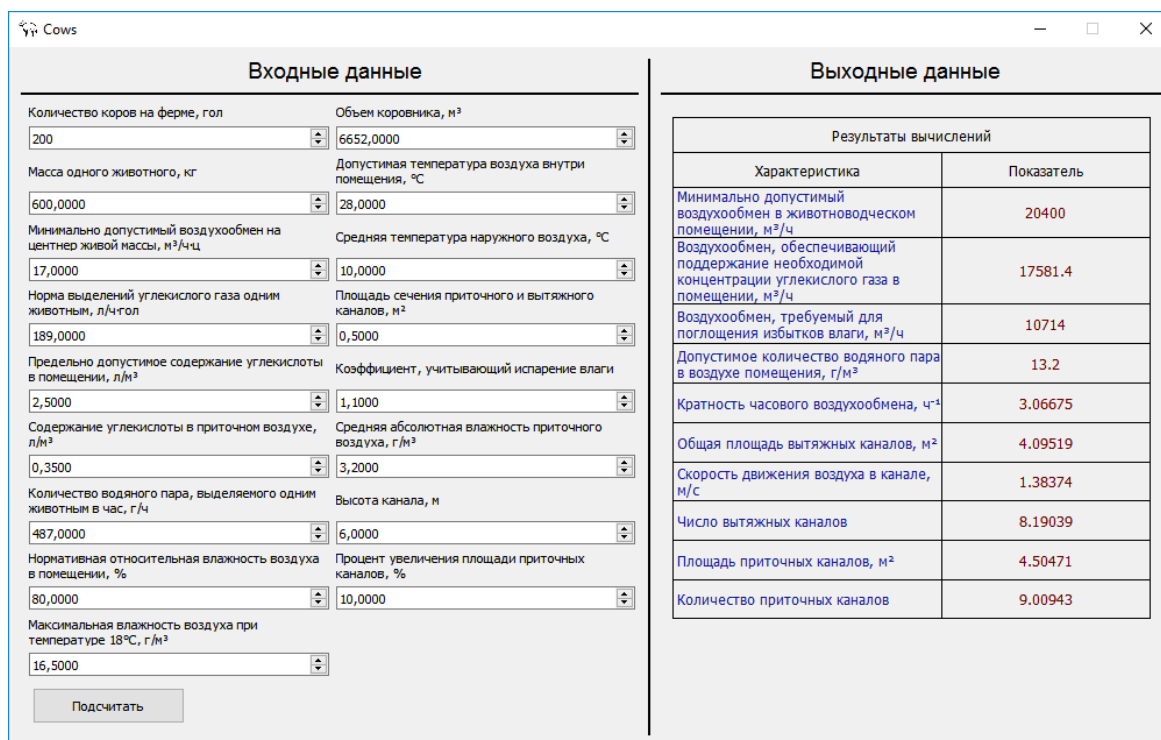 Cows
Входные данные
Количество коров на ферме, гол
200
Объем коровника, м³
6652,0000
Масса одного животного, кг
600,0000
Допустимая температура воздуха внутри
помещения, °С
28,0000
Минимально допустимый воздухообмен на
центнер живой массы, м³/ч·ц
17,0000
Средняя температура наружного воздуха, °С
10,0000
Норма выделений углекислого газа одним
животным, л/ч·гол
189,0000
Площадь сечения приточного и вытяжного
каналов, м²
0,5000
Предельно допустимое содержание углекислоты
в помещении, л/м³
2,5000
Коэффициент, учитывающий испарение влаги
1,1000
Содержание углекислоты в приточном воздухе,
л/м³
0,3500
Средняя абсолютная влажность приточного
воздуха, г/м³
3,2000
Количество водяного пара, выделяемого одним
животным в час, г/ч
487,0000
Высота канала, м
6,0000
Нормативная относительная влажность воздуха
в помещении, %
80,0000
Процент увеличения площади приточных
каналов, %
10,0000
Максимальная влажность воздуха при
температуре 18°С, г/м³
16,5000
Подсчитать
Выходные данные
Результаты вычислений
Характеристика
Показатель
Минимально допустимый
воздухообмен в животноводческом
помещении, м³/ч
20400
Воздухообмен, обеспечивающий
поддержание необходимой
концентрации углекислого газа в
помещении, м³/ч
17581.4
Воздухообмен, требуемый для
поглощения избытков влаги, м³/ч
10714
Допустимое количество водяного пара
в воздухе помещения, г/м³
13.2
Кратность часового воздухообмена, ч⁻¹
3.06675
Общая площадь вытяжных каналов, м²
4.09519
Скорость движения воздуха в канале,
м/с
1.38374
Число вытяжных каналов
8.19039
Площадь приточных каналов, м²
4.50471
Количество приточных каналов
9.00943